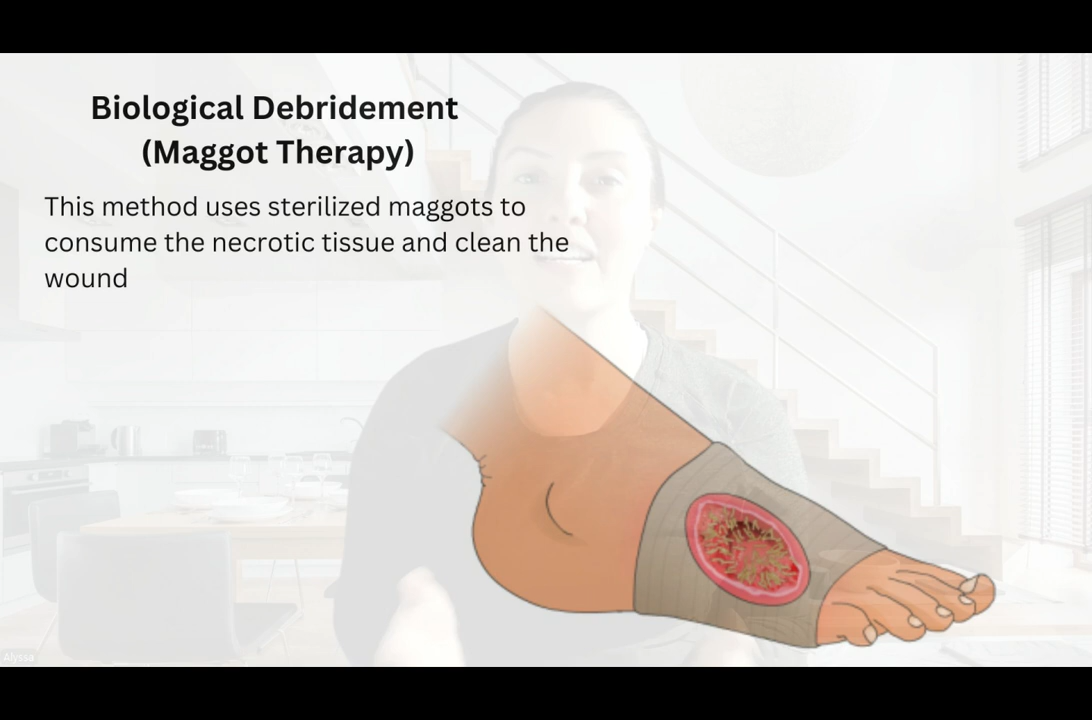 Biological Debridement
(Maggot Therapy)
This method uses sterilized maggots to
consume the necrotic tissue and clean the
wound
Alyssa